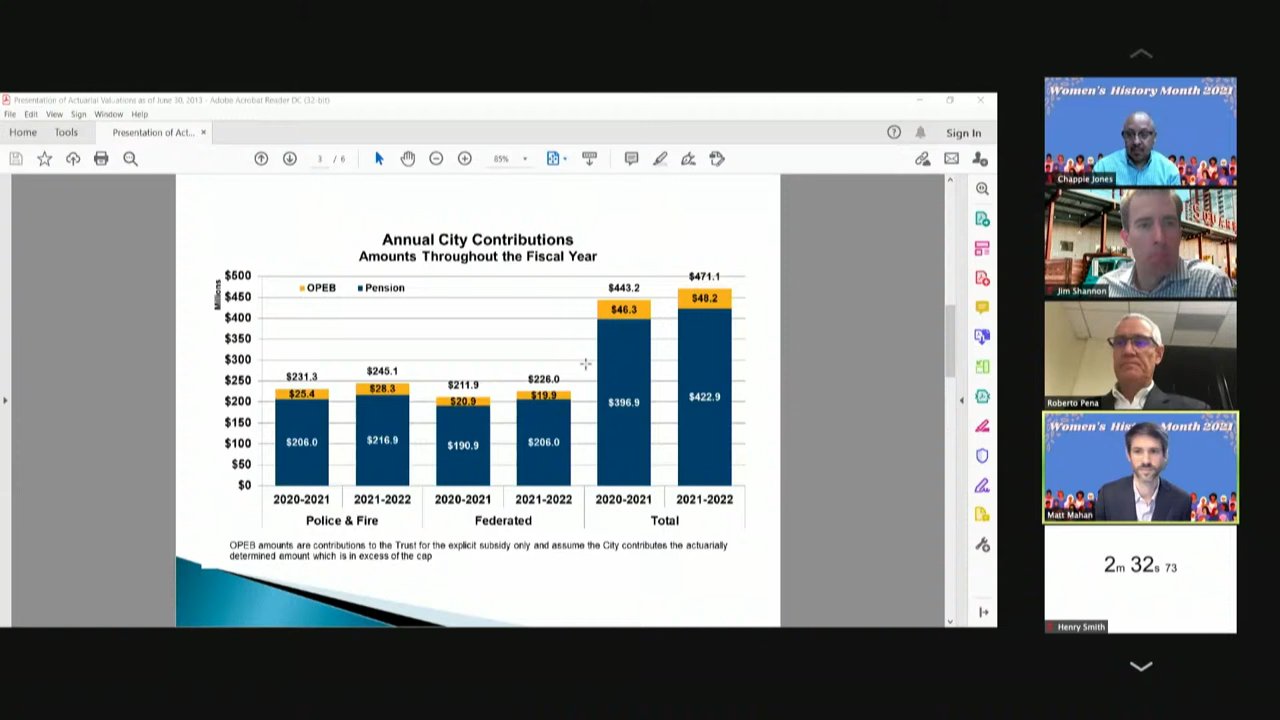 Presentation of Actuarial Valuations as of June 30, 2013 - Adobe Acrobat Reader DC (32-bit)
File Edit View Sign Window Help
Home Tools Presentation of Act... × Sign In
3 / 6 85%
Annual City Contributions
Amounts Throughout the Fiscal Year
Millions
$500
$450
$400
$350
$300
$250
$200
$150
$100
$50
$0
OPEB Pension
$231.3
$25.4
$206.0
$245.1
$28.3
$216.9
$211.9
$20.9
$190.9
$226.0
$19.9
$206.0
$443.2
$46.3
$396.9
$471.1
$48.2
$422.9
2020-2021 2021-2022 2020-2021 2021-2022 2020-2021 2021-2022
Police & Fire Federated Total
OPEB amounts are contributions to the Trust for the explicit subsidy only and assume the City contributes the actuarially
determined amount which is in excess of the cap
Women's History Month 2021
Chappie Jones
Jim Shannon
Roberto Pena
Women's History Month 2021
Matt Mahan
2m 32s 73
Henry Smith